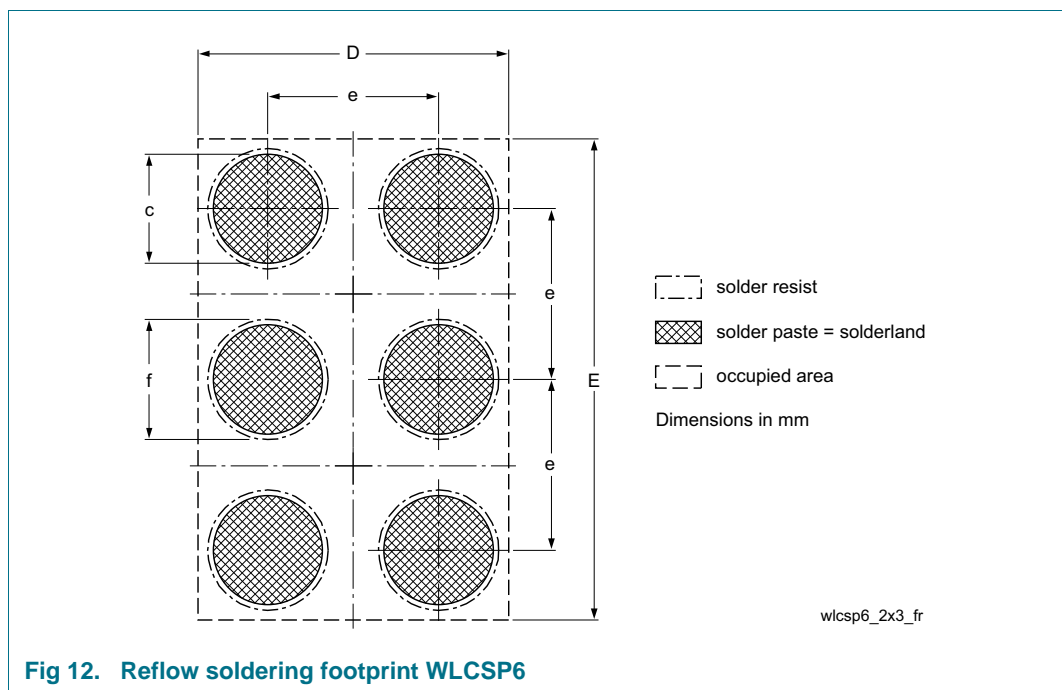 D
e
c
e
solder resist
solder paste = solderland
f
E
occupied area
Dimensions in mm
e
wlcsp6_2x3_fr
Fig 12. Reflow soldering footprint WLCSP6